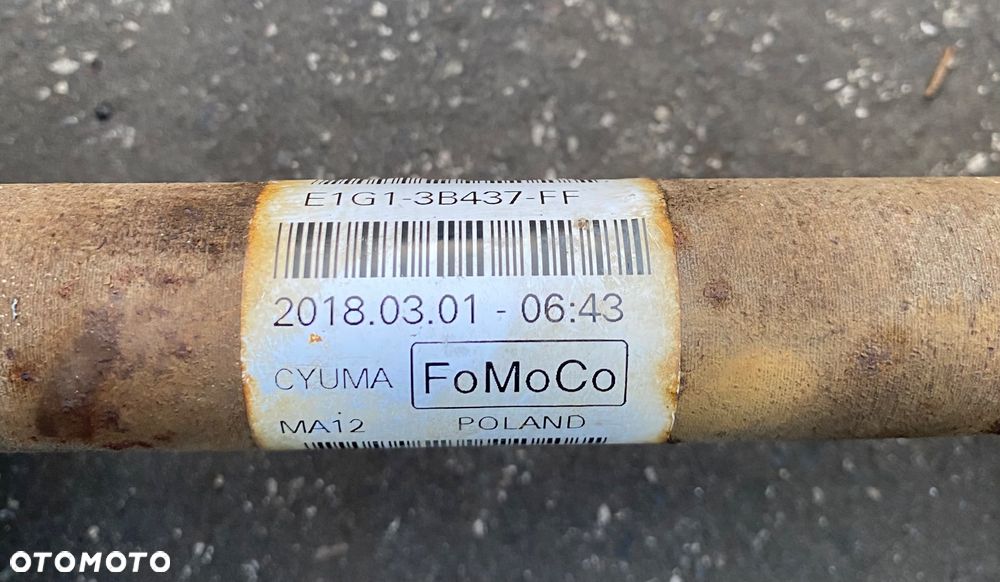 E1G1-3B437-FF
2018.03.01 - 06:43
CYUMA FoMoCo
MA12 POLAND
OTOMOTO